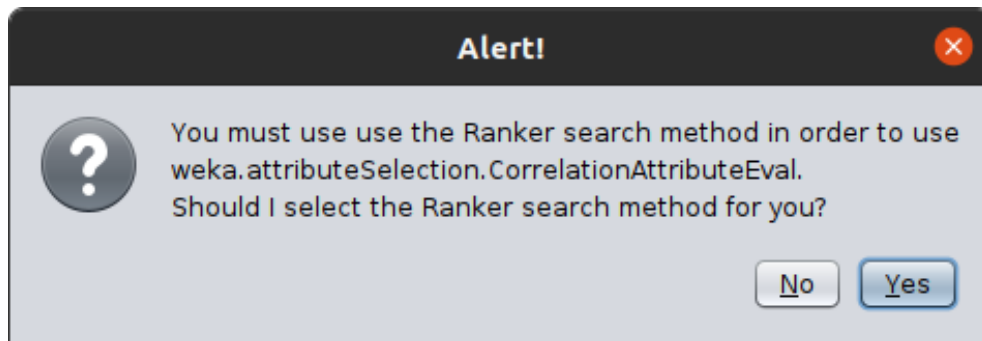 Alert!
You must use use the Ranker search method in order to use
weka.attributeSelection.CorrelationAttributeEval.
Should I select the Ranker search method for you?
No Yes